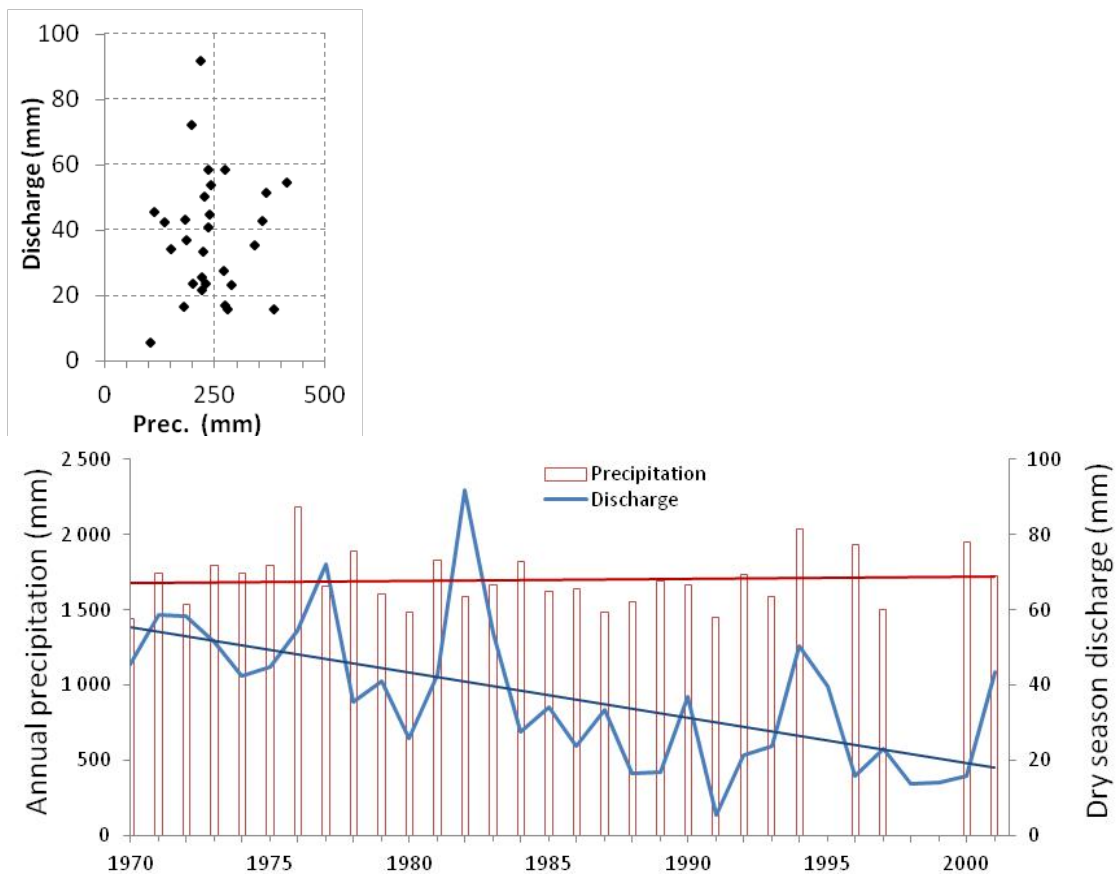 100
80
60
40
20
0
Discharge (mm)
0 250 500
Prec. (mm)
2 500
2 000
1 500
1 000
500
0
Annual precipitation (mm)
Precipitation
Discharge
100
80
60
40
20
0
Dry season discharge (mm)
1970 1975 1980 1985 1990 1995 2000